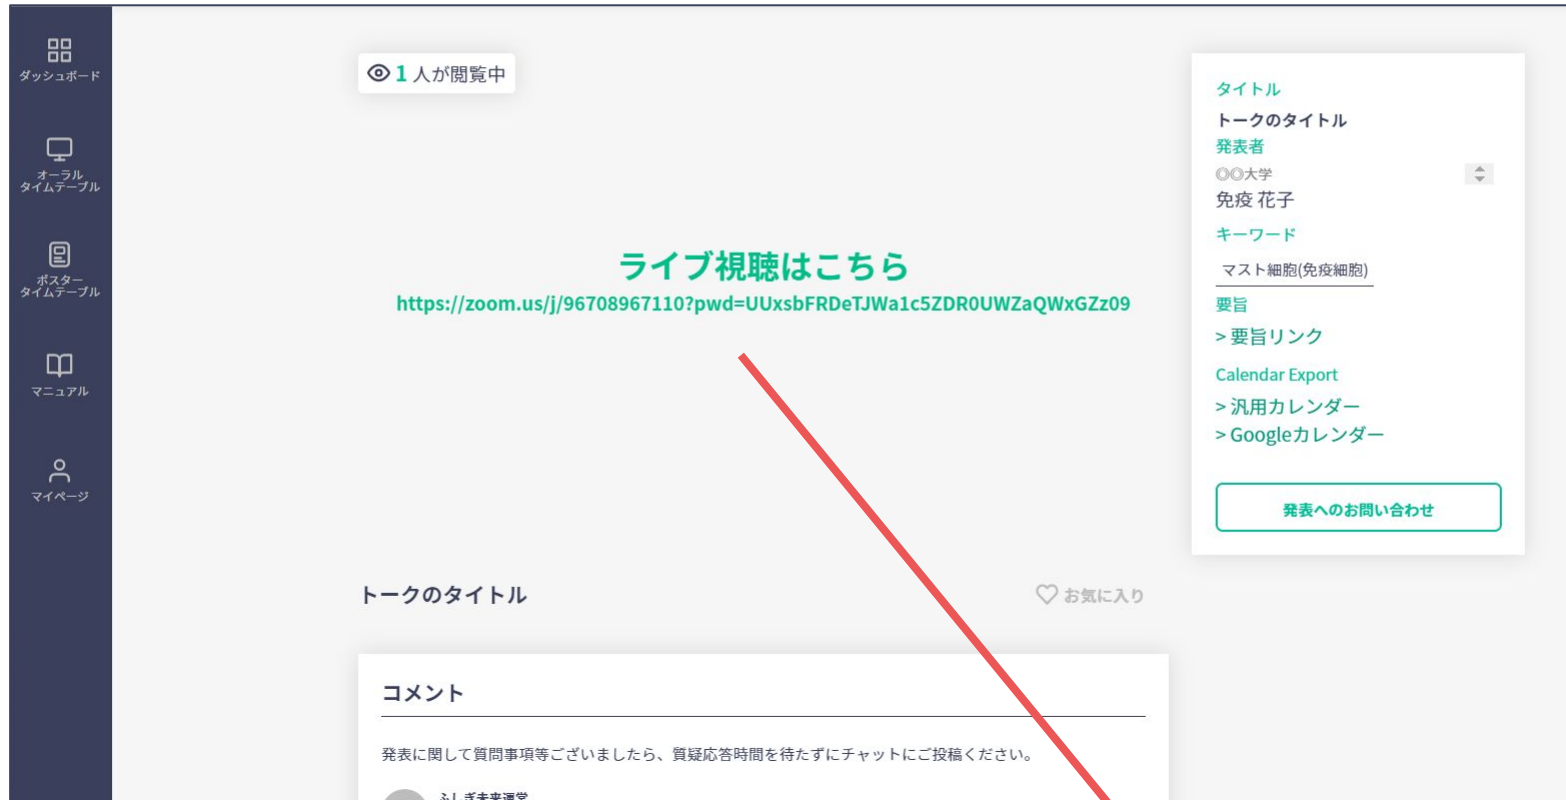 ダッシュボード
オーラル
タイムテーブル
ポスター
タイムテーブル
マニュアル
マイページ
1 人が閲覧中
ライブ視聴はこちら
https://zoom.us/j/96708967110?pwd=UUxsbFRDeTJWa1c5ZDR0UWZaQWxGZz09
トークのタイトル
お気に入り
コメント
発表に関して質問事項等ございましたら、質疑応答時間を待たずにチャットにご投稿ください。
ふしぎ未来運営
タイトル
トークのタイトル
発表者
◎◎大学
免疫 花子
キーワード
マスト細胞(免疫細胞)
要旨
> 要旨リンク
Calendar Export
> 汎用カレンダー
> Googleカレンダー
発表へのお問い合わせ